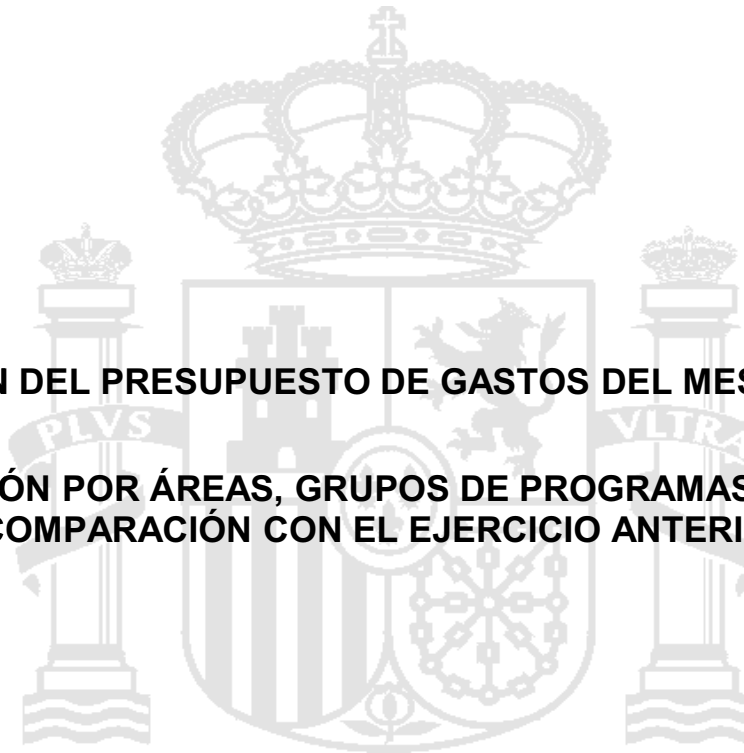 N DEL PRESUPUESTO DE GASTOS DEL MES
PLVS
VLTRA
ÓN POR ÁREAS, GRUPOS DE PROGRAMAS
COMPARACIÓN CON EL EJERCICIO ANTERI